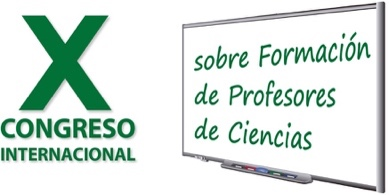 X
CONGRESO
INTERNACIONAL
sobre Formación
de Profesores
de Ciencias